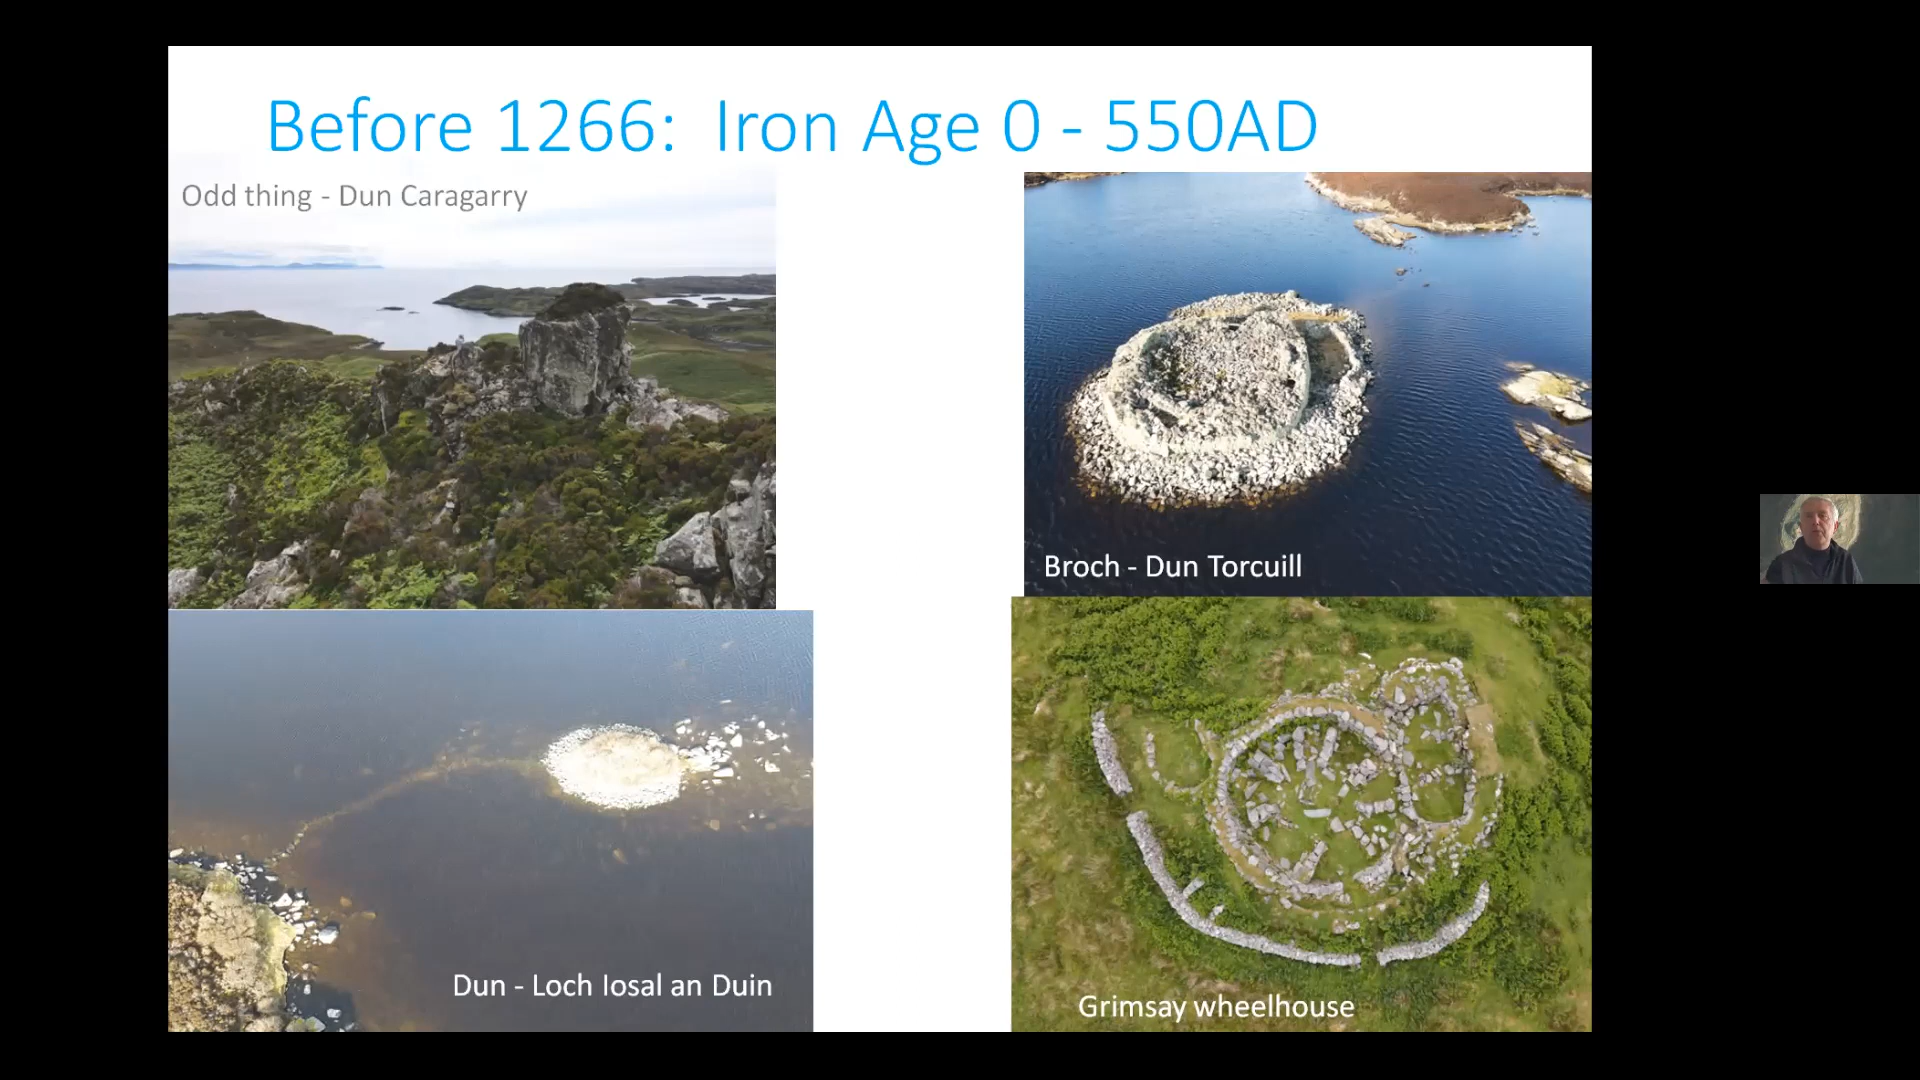 Before 1266:  Iron Age 0 - 550AD
Odd thing - Dun Caragarry
Broch - Dun Torcuill
Dun - Loch Iosal an Duin
Grimsay wheelhouse